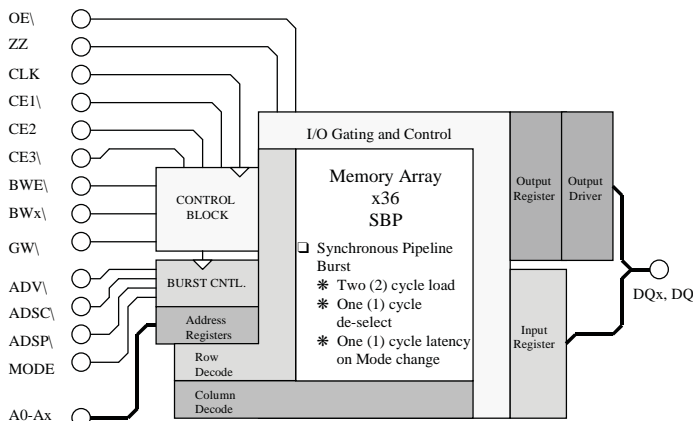 OE\
ZZ
CLK
CE1\
CE2
CE3\
BWE\
BWx\
GW\
ADV\
ADSC\
ADSP\
MODE
A0-Ax
CONTROL
BLOCK
BURST CNTL.
Address
Registers
Row
Decode
Column
Decode
I/O Gating and Control
Memory Array
x36
SBP
❑ Synchronous Pipeline
Burst
✳ Two (2) cycle load
✳ One (1) cycle
de-select
✳ One (1) cycle latency
on Mode change
Output
Register
Output
Driver
Input
Register
DQx, DQ